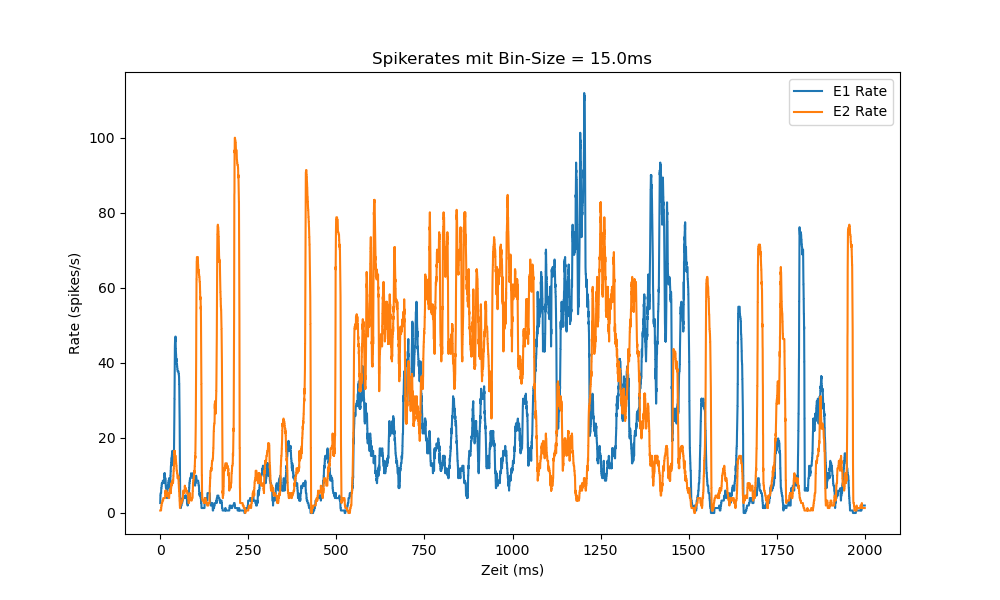 Spikerates mit Bin-Size = 15.0ms
E1 Rate
E2 Rate
Rate (spikes/s)
100
80
60
40
20
0
0 250 500 750 1000 1250 1500 1750 2000
Zeit (ms)